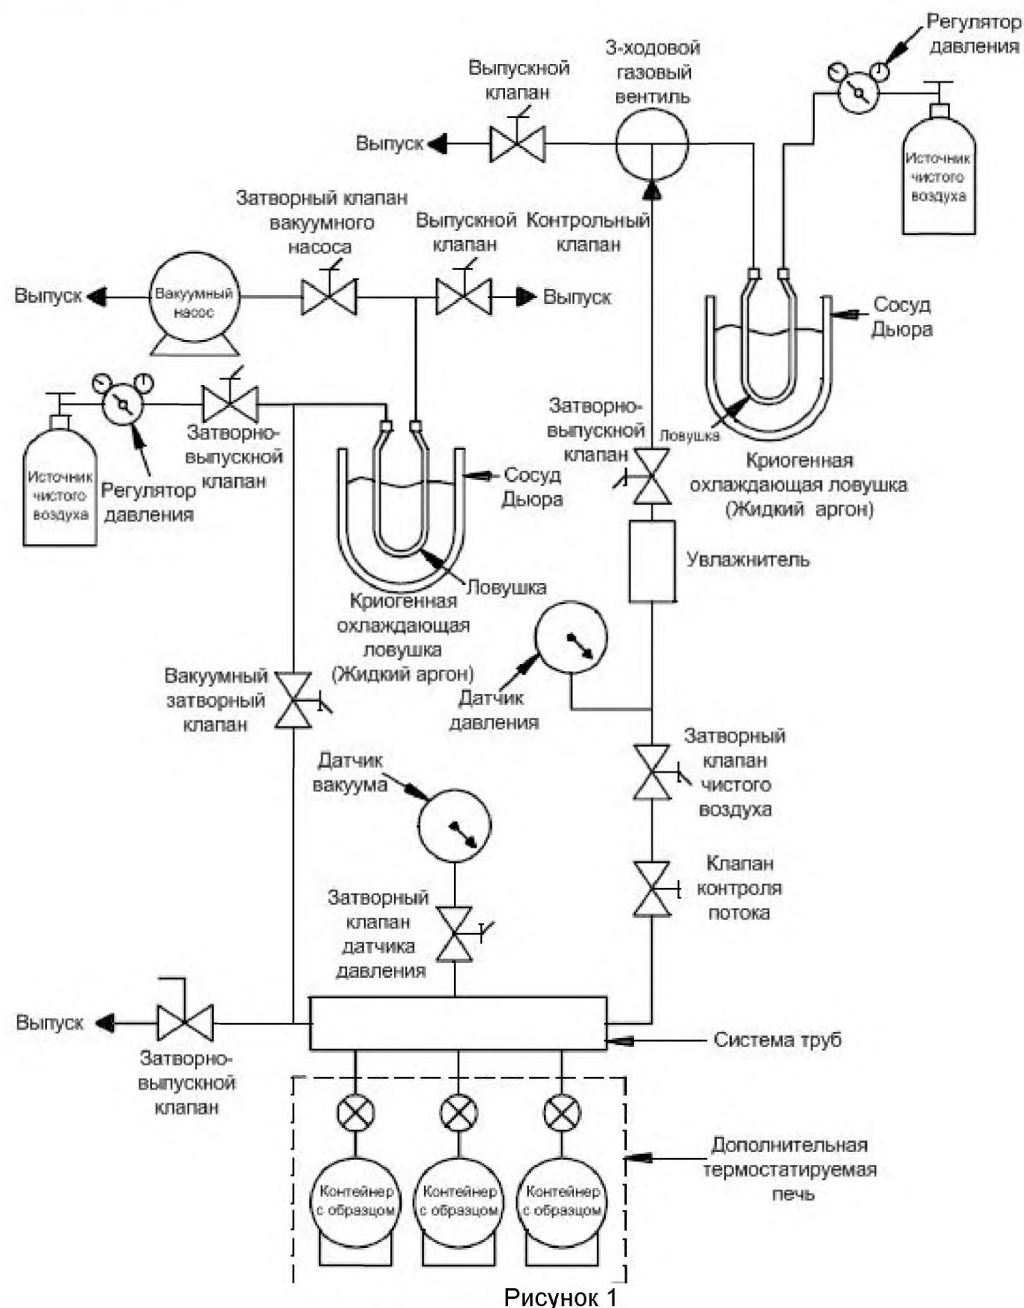 Регулятор
давления
3-ходовой
газовый
вентиль
Выпускной
клапан
Выпуск
Источник
чистого
воздуха
Затворный клапан
вакуумного
насоса
Выпускной
клапан
Контрольный
клапан
Выпуск
Вакуумный
насос
Выпуск
Сосуд
Дьюра
Затворно-
выпускной
клапан
Ловушка
Криогенная
охлаждающая ловушка
(Жидкий аргон)
Затворно-
выпускной
клапан
Источник
чистого
воздуха
Регулятор
давления
Сосуд
Дьюра
Ловушка
Криогенная
охлаждающая
ловушка
(Жидкий аргон)
Увлажнитель
Датчик
давления
Вакуумный
затворный
клапан
Затворный
клапан
чистого
воздуха
Датчик
вакуума
Клапан
контроля
потока
Затворный
клапан
датчика
давления
Выпуск
Затворно-
выпускной
клапан
Система труб
Дополнительная
термостатируемая
печь
Контейнер
с образцом
Контейнер
с образцом
Контейнер
с образцом
Рисунок 1